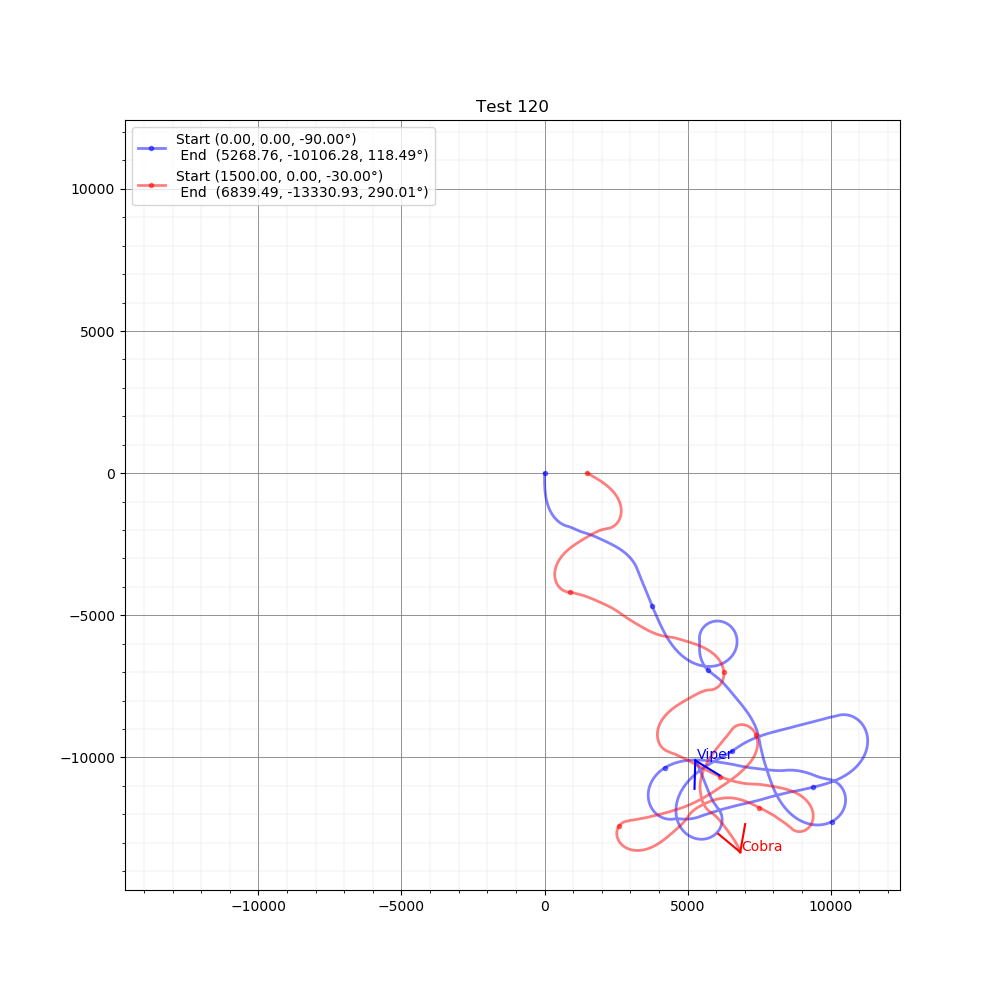 Test 120
Start (0.00, 0.00, -90.00°)
End  (5268.76, -10106.28, 118.49°)
Start (1500.00, 0.00, -30.00°)
End  (6839.49, -13330.93, 290.01°)
10000
5000
0
−5000
−10000
Viper
Cobra
−10000
−5000
0
5000
10000